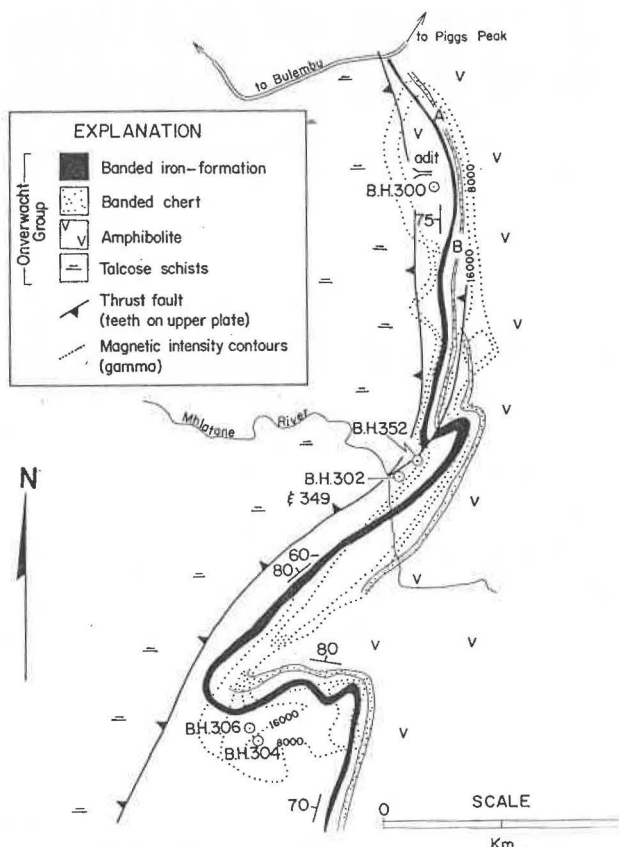 to Piggs Peak
to Bulembu
EXPLANATION
Onverwacht Group
Banded iron-formation
Banded chert
V
V
Amphibolite
Talcose schists
Thrust fault
(teeth on upper plate)
Magnetic intensity contours
(gamma)
V
A
V
V
adit
B.H.300
8000
V
75
B
V
16000
V
Mhlotane
River
V
B.H.352
N
B.H.302
& 349
V
60
80
V
80
V
V
B.H.306
16000
V
B.H.304
8000
70
0
SCALE
Km